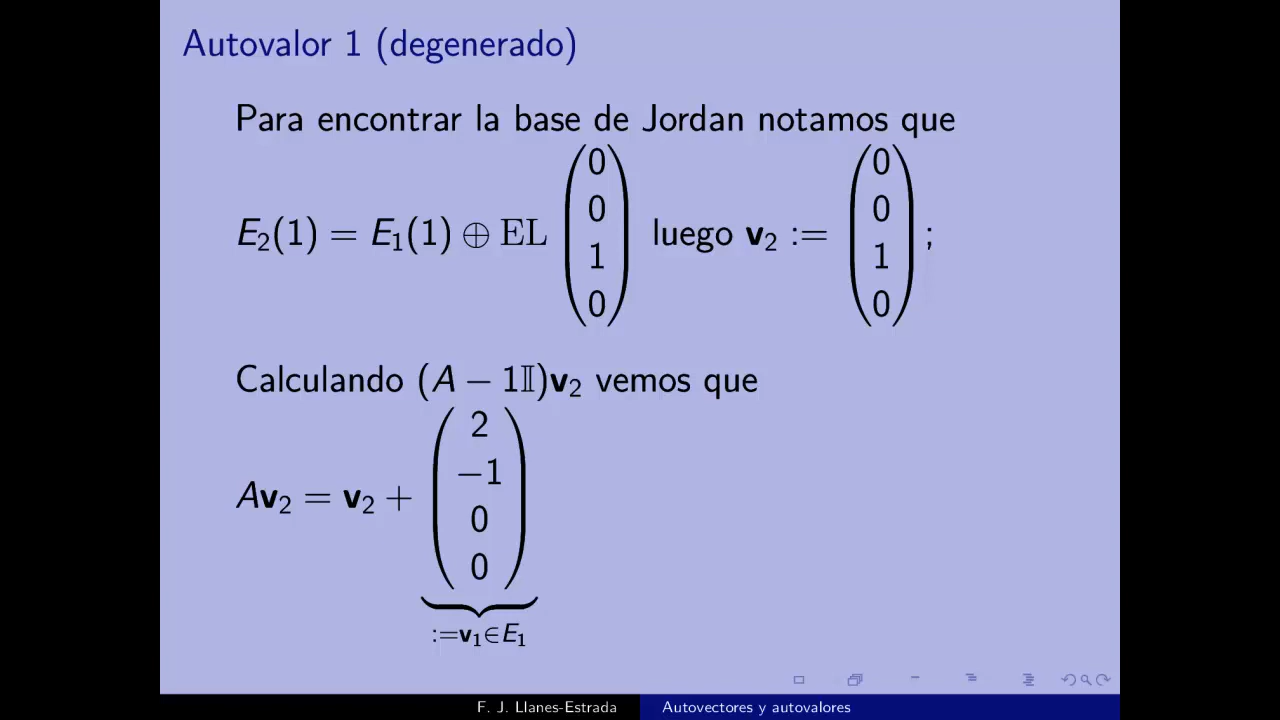 Autovalor 1 (degenerado)
Para encontrar la base de Jordan notamos que
E₂(1) = E₁(1) ⊕ EL (0 0 1 0) luego v₂ := (0 0 1 0) ;
Calculando (A − 1𝕀)v₂ vemos que
Av₂ = v₂ + (2 −1 0 0)
:=v₁∈E₁
F. J. Llanes-Estrada
Autovectores y autovalores